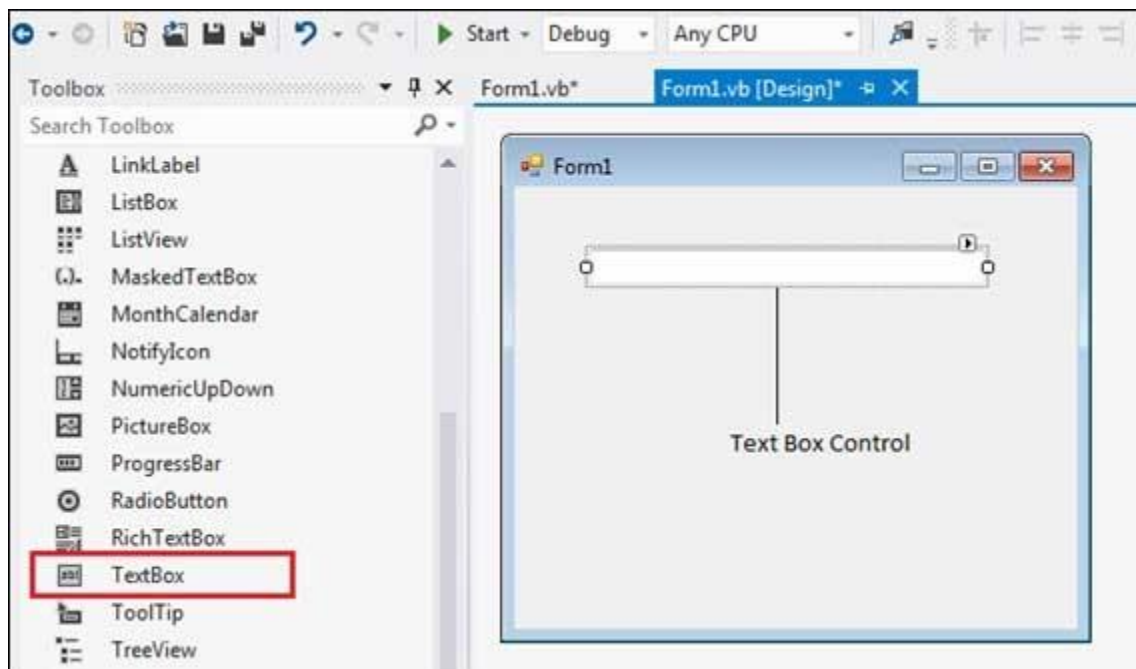 Start Debug Any CPU
Toolbox Form1.vb* Form1.vb [Design]*
Search Toolbox
Form1
LinkLabel
ListBox
ListView
MaskedTextBox
MonthCalendar
NotifyIcon
NumericUpDown
PictureBox
ProgressBar
RadioButton
RichTextBox
TextBox
ToolTip
TreeView
Text Box Control